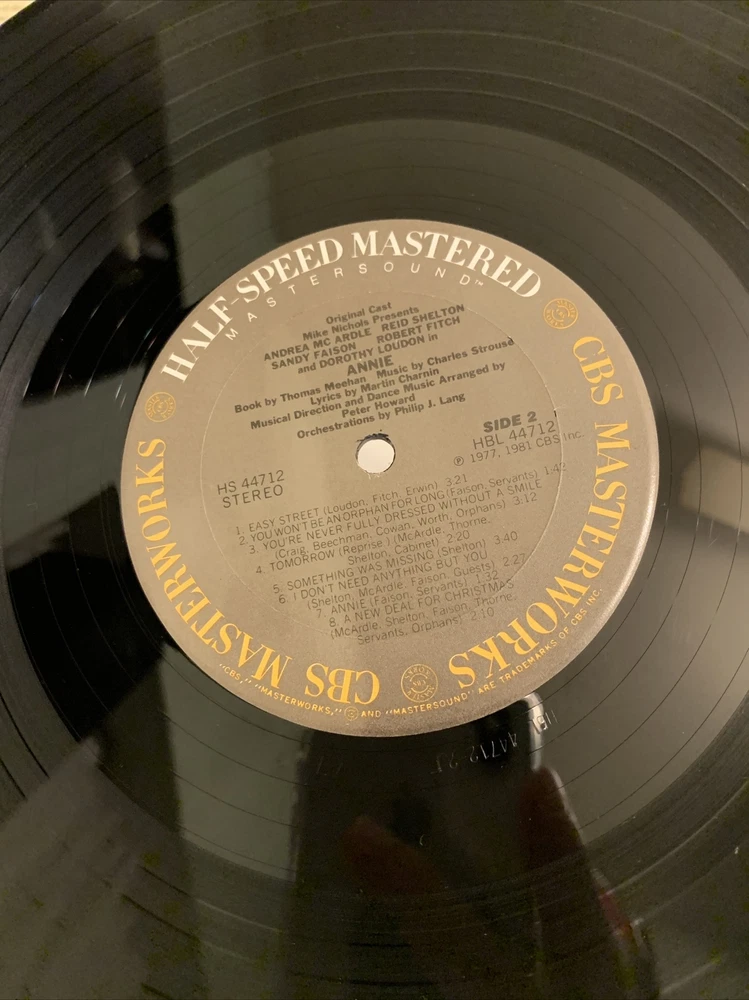 HALF-SPEED MASTERED
MASTERSOUND™
Original Cast
Mike Nichols Presents
ANDREA MC ARDLE REID SHELTON
SANDY FAISON ROBERT FITCH
and DOROTHY LOUDON in
ANNIE
Book by Thomas Meehan Music by Charles Strouse
Lyrics by Martin Charnin
Musical Direction and Dance Music Arranged by
Peter Howard
Orchestrations by Philip J. Lang
HS 44712
STEREO
SIDE 2
HBL 44712
℗ 1977, 1981 CBS Inc.
1. EASY STREET (Loudon, Fitch, Erwin) 3:21
2. YOU WON'T BE AN ORPHAN FOR LONG (Faison, Servants) 1:42
3. YOU'RE NEVER FULLY DRESSED WITHOUT A SMILE
(Craig, Beechman, Cowan, Worth, Orphans) 3:12
4. TOMORROW (Reprise) (McArdle, Thorne,
Shelton, Cabinet) 2:20
5. SOMETHING WAS MISSING (Shelton) 3:40
6. I DON'T NEED ANYTHING BUT YOU
(Shelton, McArdle, Faison, Guests) 2:27
7. ANNIE (Faison, Servants) 1:32
8. A NEW DEAL FOR CHRISTMAS
(McArdle, Shelton, Faison, Thorne,
Servants, Orphans) 2:10
CBS MASTERWORKS
CBS MASTERWORKS
"CBS," "MASTERWORKS," AND "MASTERSOUND" ARE TRADEMARKS OF CBS INC.
44712